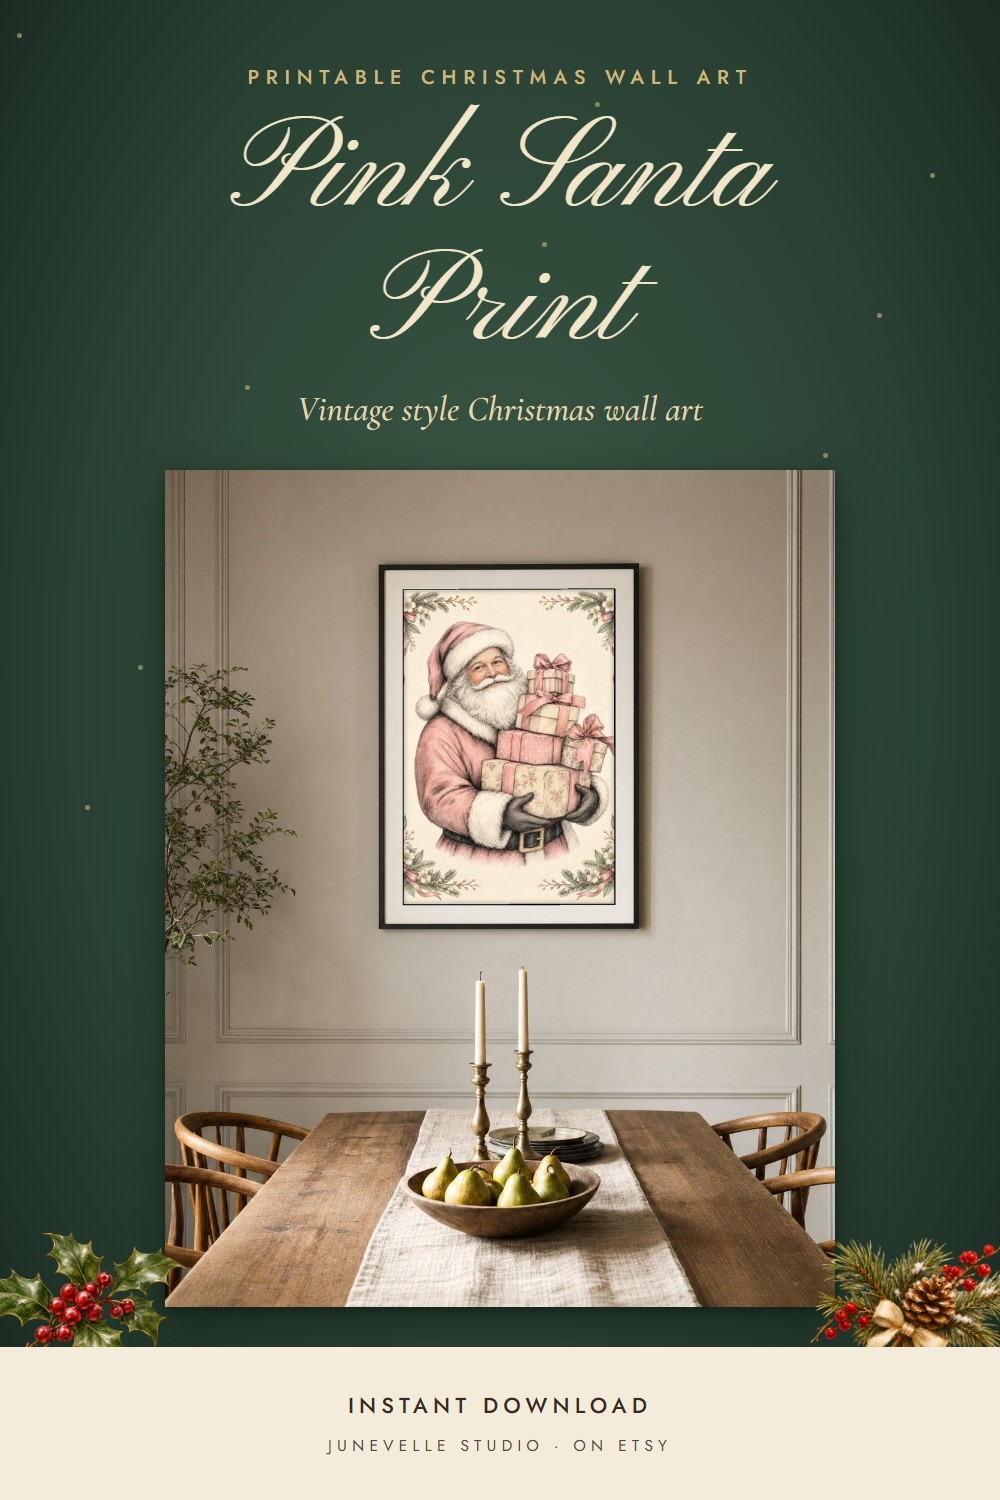 PRINTABLE CHRISTMAS WALL ART
Pink Santa
Print
Vintage style Christmas wall art
INSTANT DOWNLOAD
JUNEVELLE STUDIO · ON ETSY